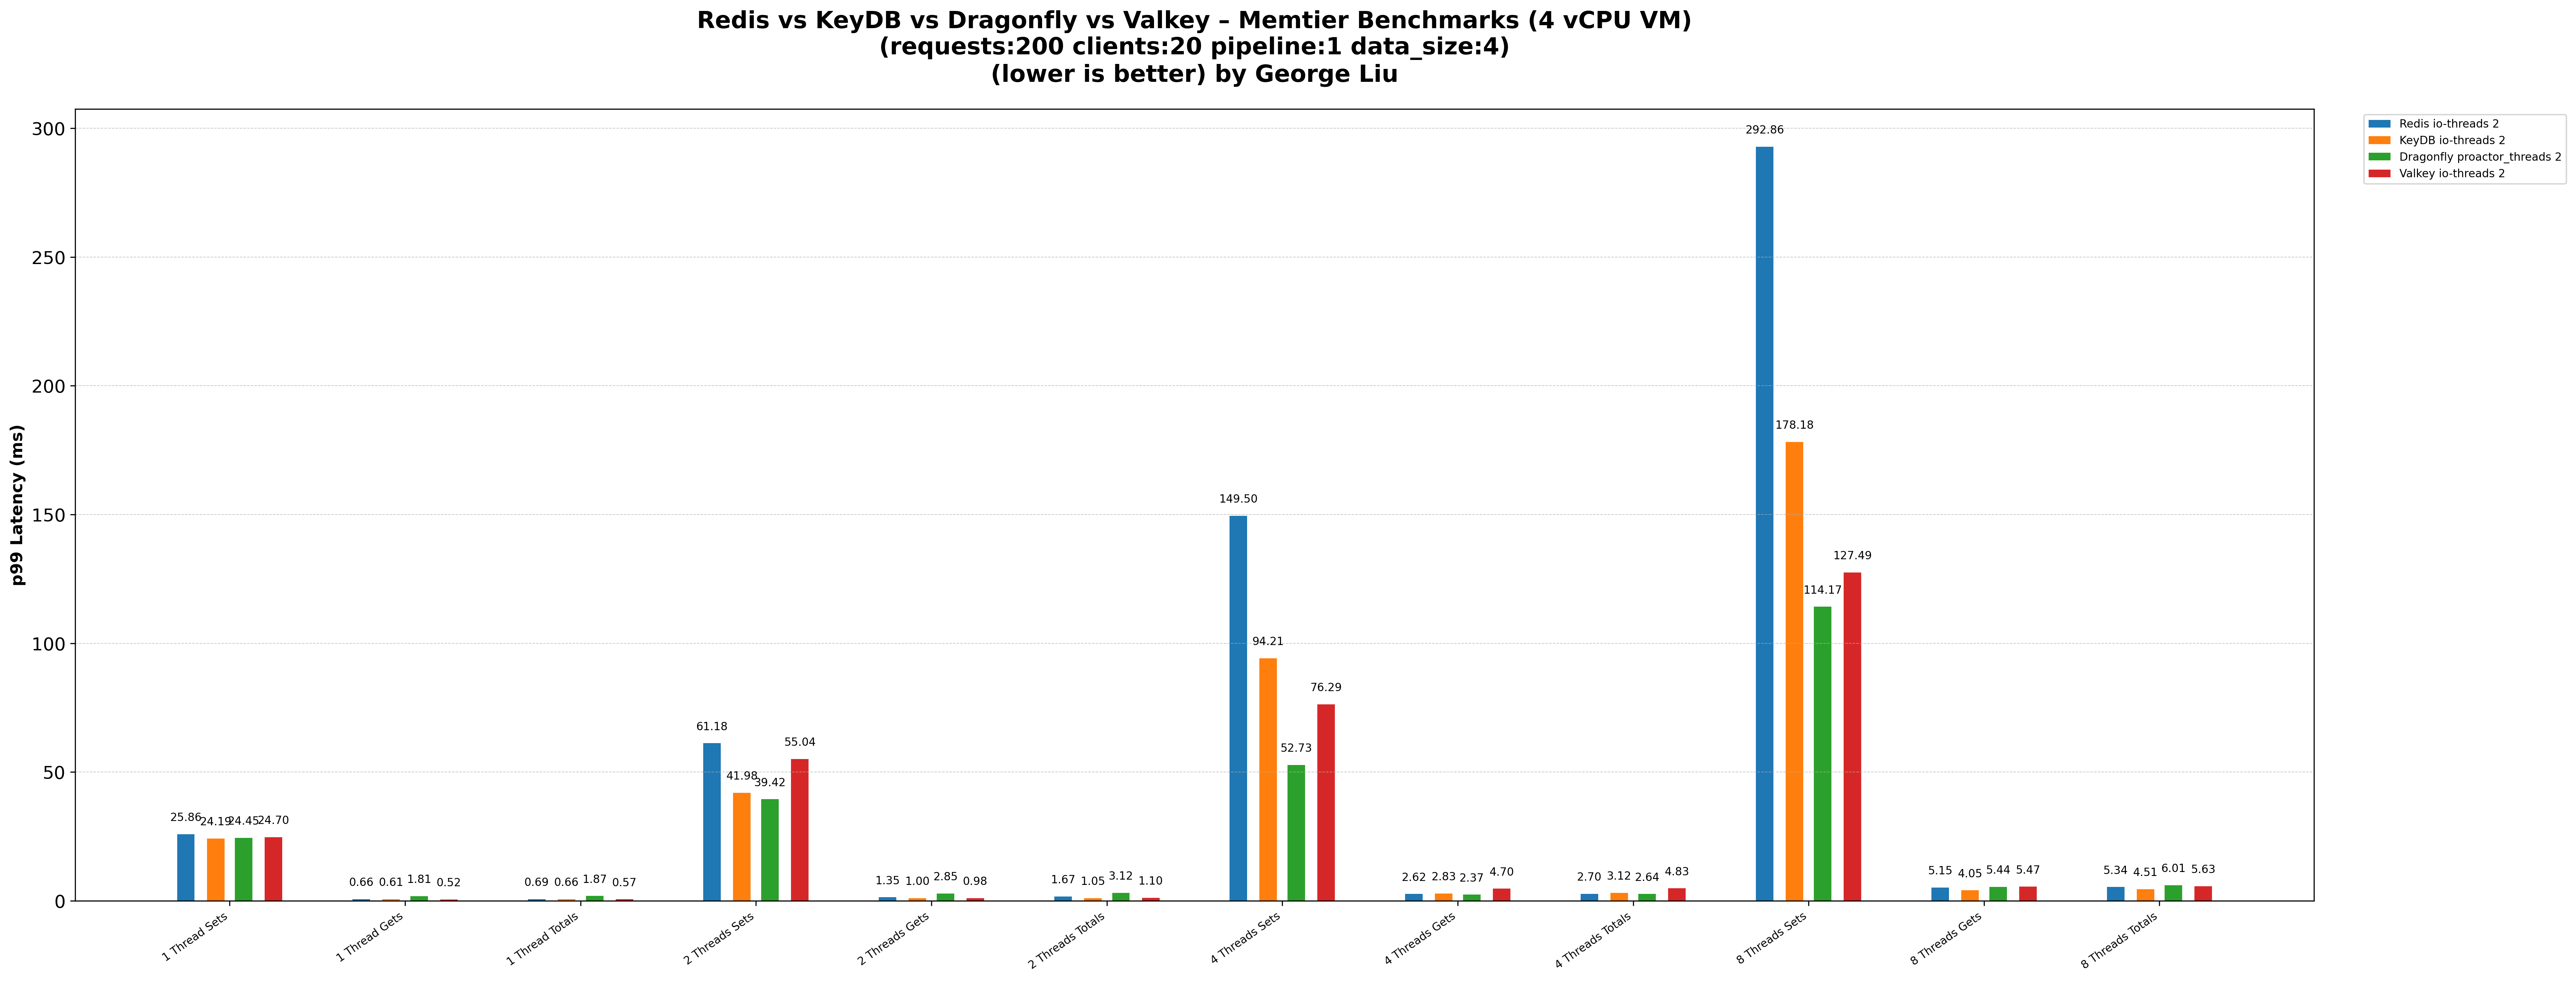 Redis vs KeyDB vs Dragonfly vs Valkey – Memtier Benchmarks (4 vCPU VM)
(requests:200 clients:20 pipeline:1 data_size:4)
(lower is better) by George Liu
Redis io-threads 2
KeyDB io-threads 2
Dragonfly proactor_threads 2
Valkey io-threads 2
p99 Latency (ms)
300
250
200
150
100
50
0
25.86 24.19 24.45 24.70
0.66 0.61 1.81 0.52
0.69 0.66 1.87 0.57
61.18 41.98 39.42 55.04
1.35 1.00 2.85 0.98
1.67 1.05 3.12 1.10
149.50 94.21 52.73 76.29
2.62 2.83 2.37 4.70
2.70 3.12 2.64 4.83
292.86 178.18 114.17 127.49
5.15 4.05 5.44 5.47
5.34 4.51 6.01 5.63
1 Thread Sets
1 Thread Gets
1 Thread Totals
2 Threads Sets
2 Threads Gets
2 Threads Totals
4 Threads Sets
4 Threads Gets
4 Threads Totals
8 Threads Sets
8 Threads Gets
8 Threads Totals